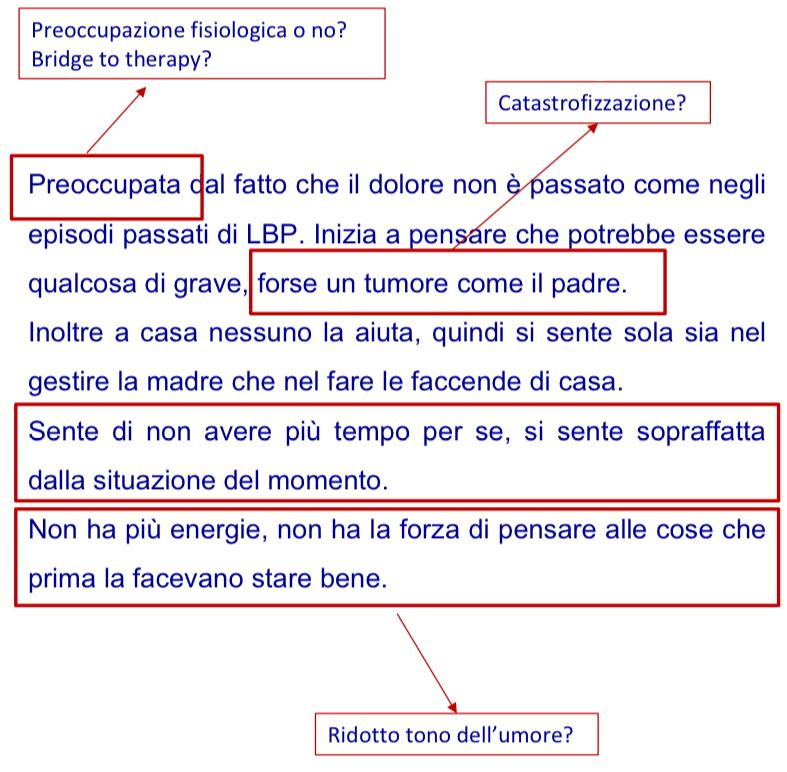 Preoccupazione fisiologica o no?
Bridge to therapy?
Catastrofizzazione?
Preoccupata dal fatto che il dolore non è passato come negli
episodi passati di LBP. Inizia a pensare che potrebbe essere
qualcosa di grave, forse un tumore come il padre.
Inoltre a casa nessuno la aiuta, quindi si sente sola sia nel
gestire la madre che nel fare le faccende di casa.
Sente di non avere più tempo per se, si sente sopraffatta
dalla situazione del momento.
Non ha più energie, non ha la forza di pensare alle cose che
prima la facevano stare bene.
Ridotto tono dell’umore?